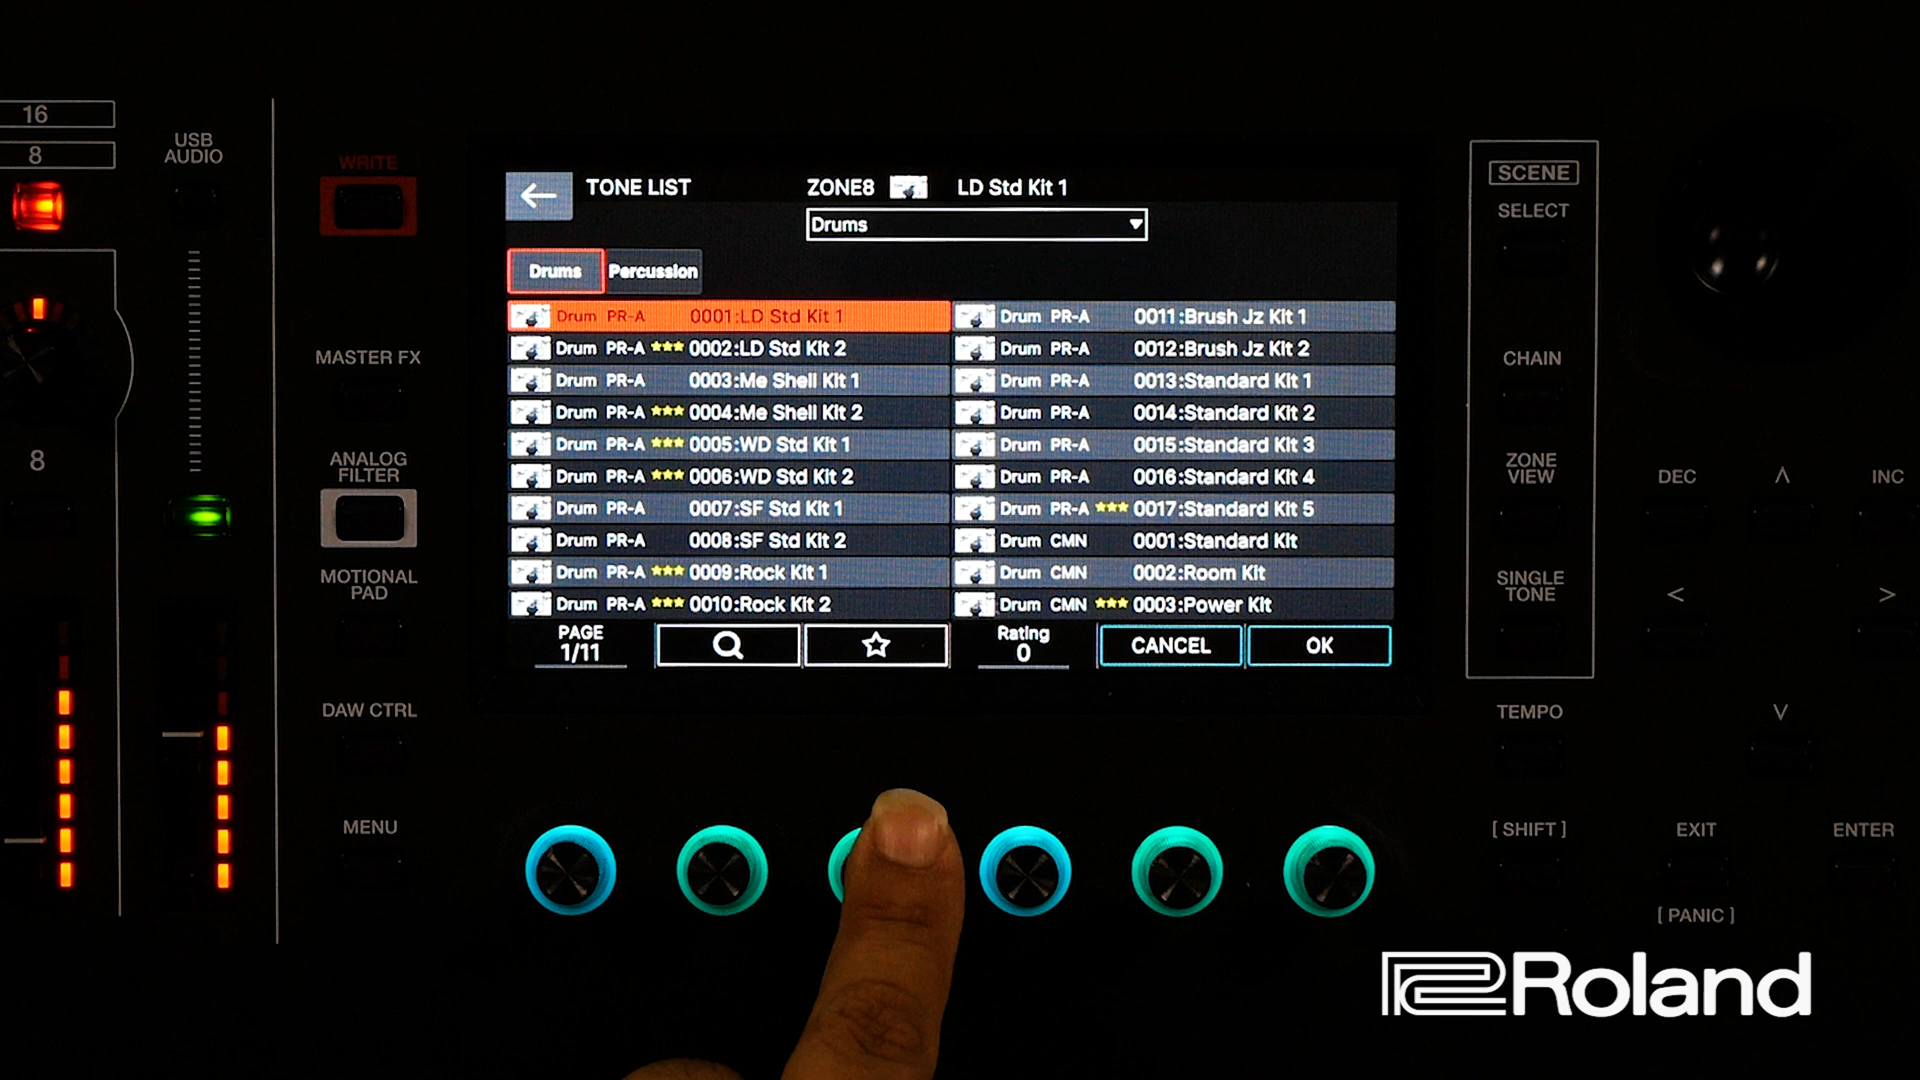 16
8
8
USB
AUDIO
WRITE
MASTER FX
ANALOG
FILTER
MOTIONAL
PAD
DAW CTRL
MENU
TONE LIST
ZONE8
LD Std Kit 1
Drums
Drums
Percussion
Drum PR-A 0001:LD Std Kit 1
Drum PR-A ★★★ 0002:LD Std Kit 2
Drum PR-A 0003:Me Shell Kit 1
Drum PR-A ★★★ 0004:Me Shell Kit 2
Drum PR-A ★★★ 0005:WD Std Kit 1
Drum PR-A ★★★ 0006:WD Std Kit 2
Drum PR-A 0007:SF Std Kit 1
Drum PR-A 0008:SF Std Kit 2
Drum PR-A ★★★ 0009:Rock Kit 1
Drum PR-A ★★★ 0010:Rock Kit 2
Drum PR-A 0011:Brush Jz Kit 1
Drum PR-A 0012:Brush Jz Kit 2
Drum PR-A 0013:Standard Kit 1
Drum PR-A 0014:Standard Kit 2
Drum PR-A 0015:Standard Kit 3
Drum PR-A 0016:Standard Kit 4
Drum PR-A ★★★ 0017:Standard Kit 5
Drum CMN 0001:Standard Kit
Drum CMN 0002:Room Kit
Drum CMN ★★★ 0003:Power Kit
PAGE
1/11
Rating
0
CANCEL
OK
SCENE
SELECT
CHAIN
ZONE
VIEW
SINGLE
TONE
TEMPO
[SHIFT]
DEC
INC
EXIT
ENTER
[PANIC]
Roland